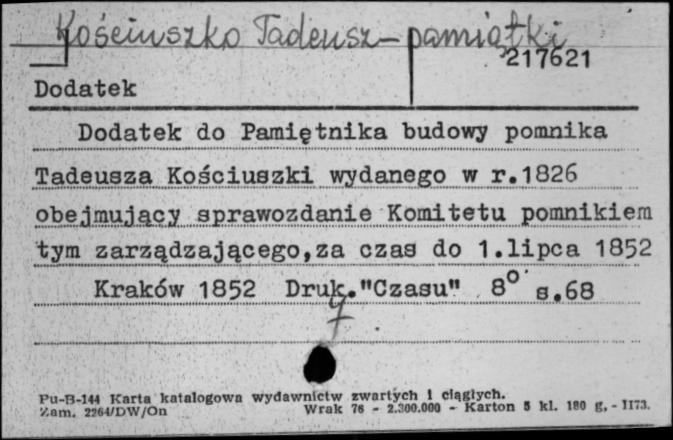 Kościuszko Tadeusz - pamiątki
217621
Dodatek
Dodatek do Pamiętnika budowy pomnika
Tadeusza Kościuszki wydanego w r.1826
obejmujący sprawozdanie Komitetu pomnikiem
tym zarządzającego,za czas do 1.lipca 1852
Kraków 1852 Druk."Czasu" 8° s.68
Pu-B-144 Karta katalogowa wydawnictw zwartych i ciągłych.
Zam. 2264/DW/On Wrak 76 - 2.300.000 - Karton 5 kl. 180 g. - II73.